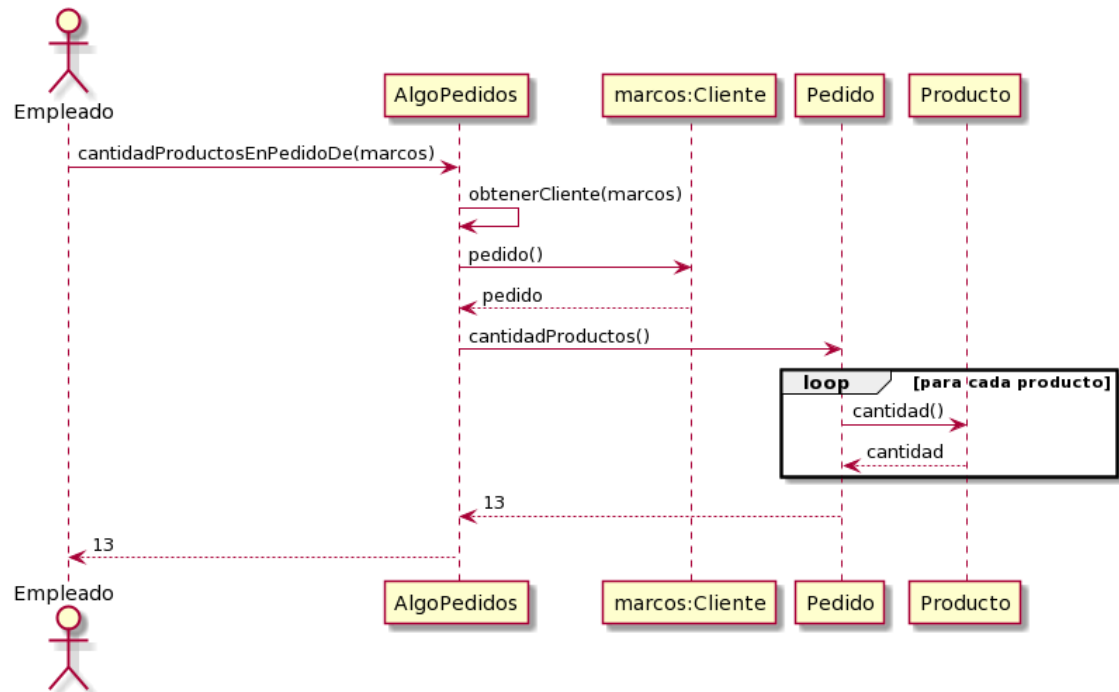 Empleado
AlgoPedidos
marcos:Cliente
Pedido
Producto
cantidadProductosEnPedidoDe(marcos)
obtenerCliente(marcos)
pedido()
pedido
cantidadProductos()
loop [para cada producto]
cantidad()
cantidad
13
13
Empleado
AlgoPedidos
marcos:Cliente
Pedido
Producto